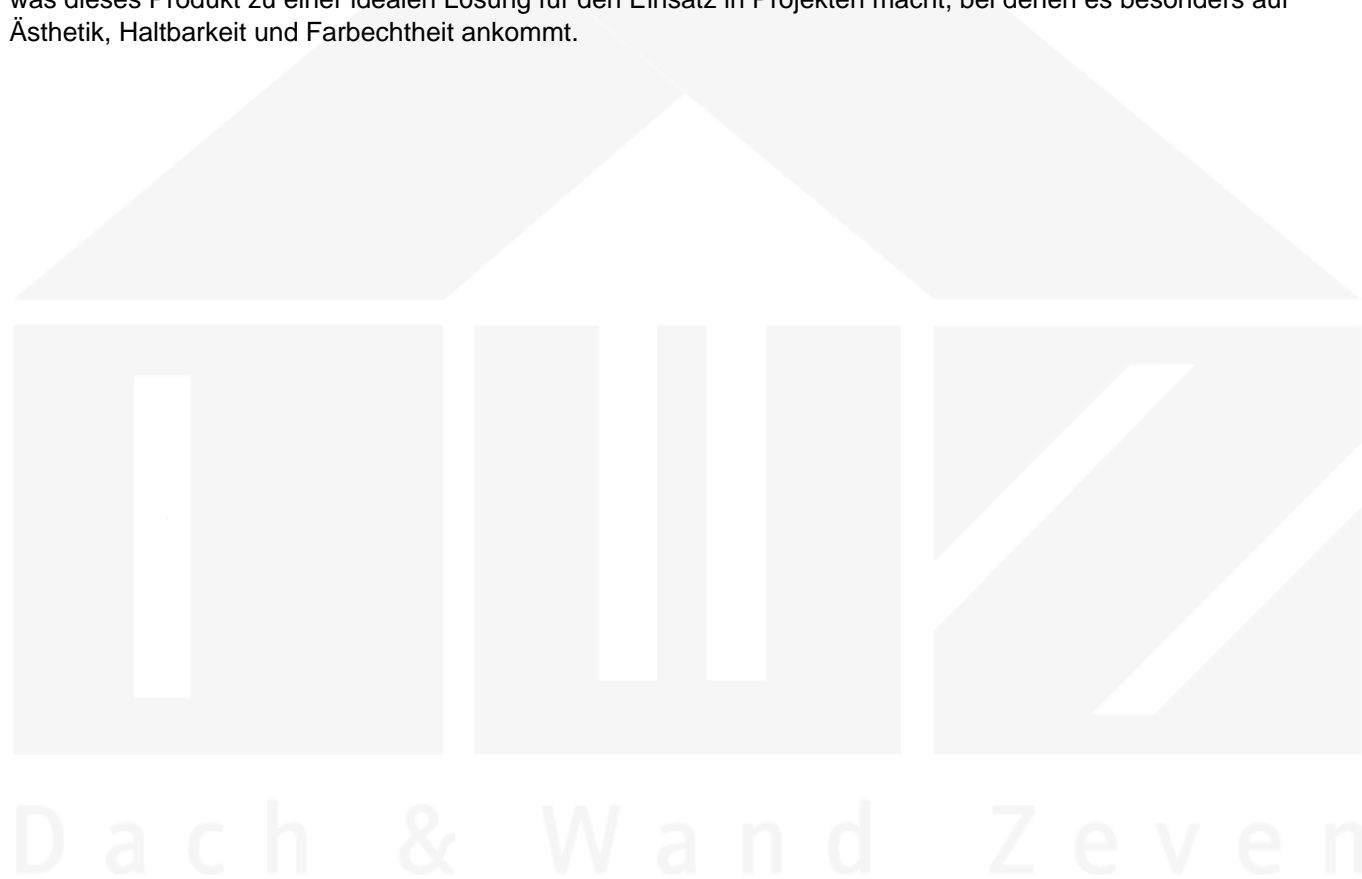 was dieses Produkt zu einer idealen Lösung für den Einsatz in Projekten macht, bei denen es besonders auf
Ästhetik, Haltbarkeit und Farbechtheit ankommt.
Dach & Wand Zeven